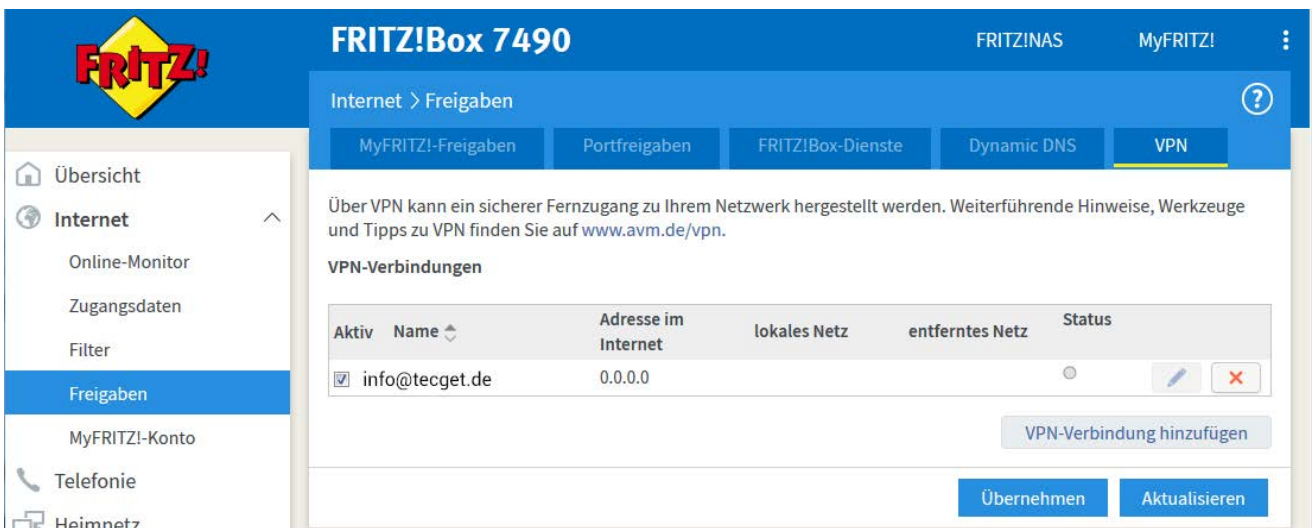 FRITZ!
FRITZ!Box 7490
FRITZ!NAS
MyFRITZ!
Internet > Freigaben
?
MyFRITZ!-Freigaben
Portfreigaben
FRITZ!Box-Dienste
Dynamic DNS
VPN
Übersicht
Internet
Online-Monitor
Zugangsdaten
Filter
Freigaben
MyFRITZ!-Konto
Telefonie
Heimnetz
Über VPN kann ein sicherer Fernzugang zu Ihrem Netzwerk hergestellt werden. Weiterführende Hinweise, Werkzeuge
und Tipps zu VPN finden Sie auf www.avm.de/vpn.
VPN-Verbindungen
Aktiv Name Adresse im Internet lokales Netz entferntes Netz Status
info@tecget.de 0.0.0.0
VPN-Verbindung hinzufügen
Übernehmen
Aktualisieren